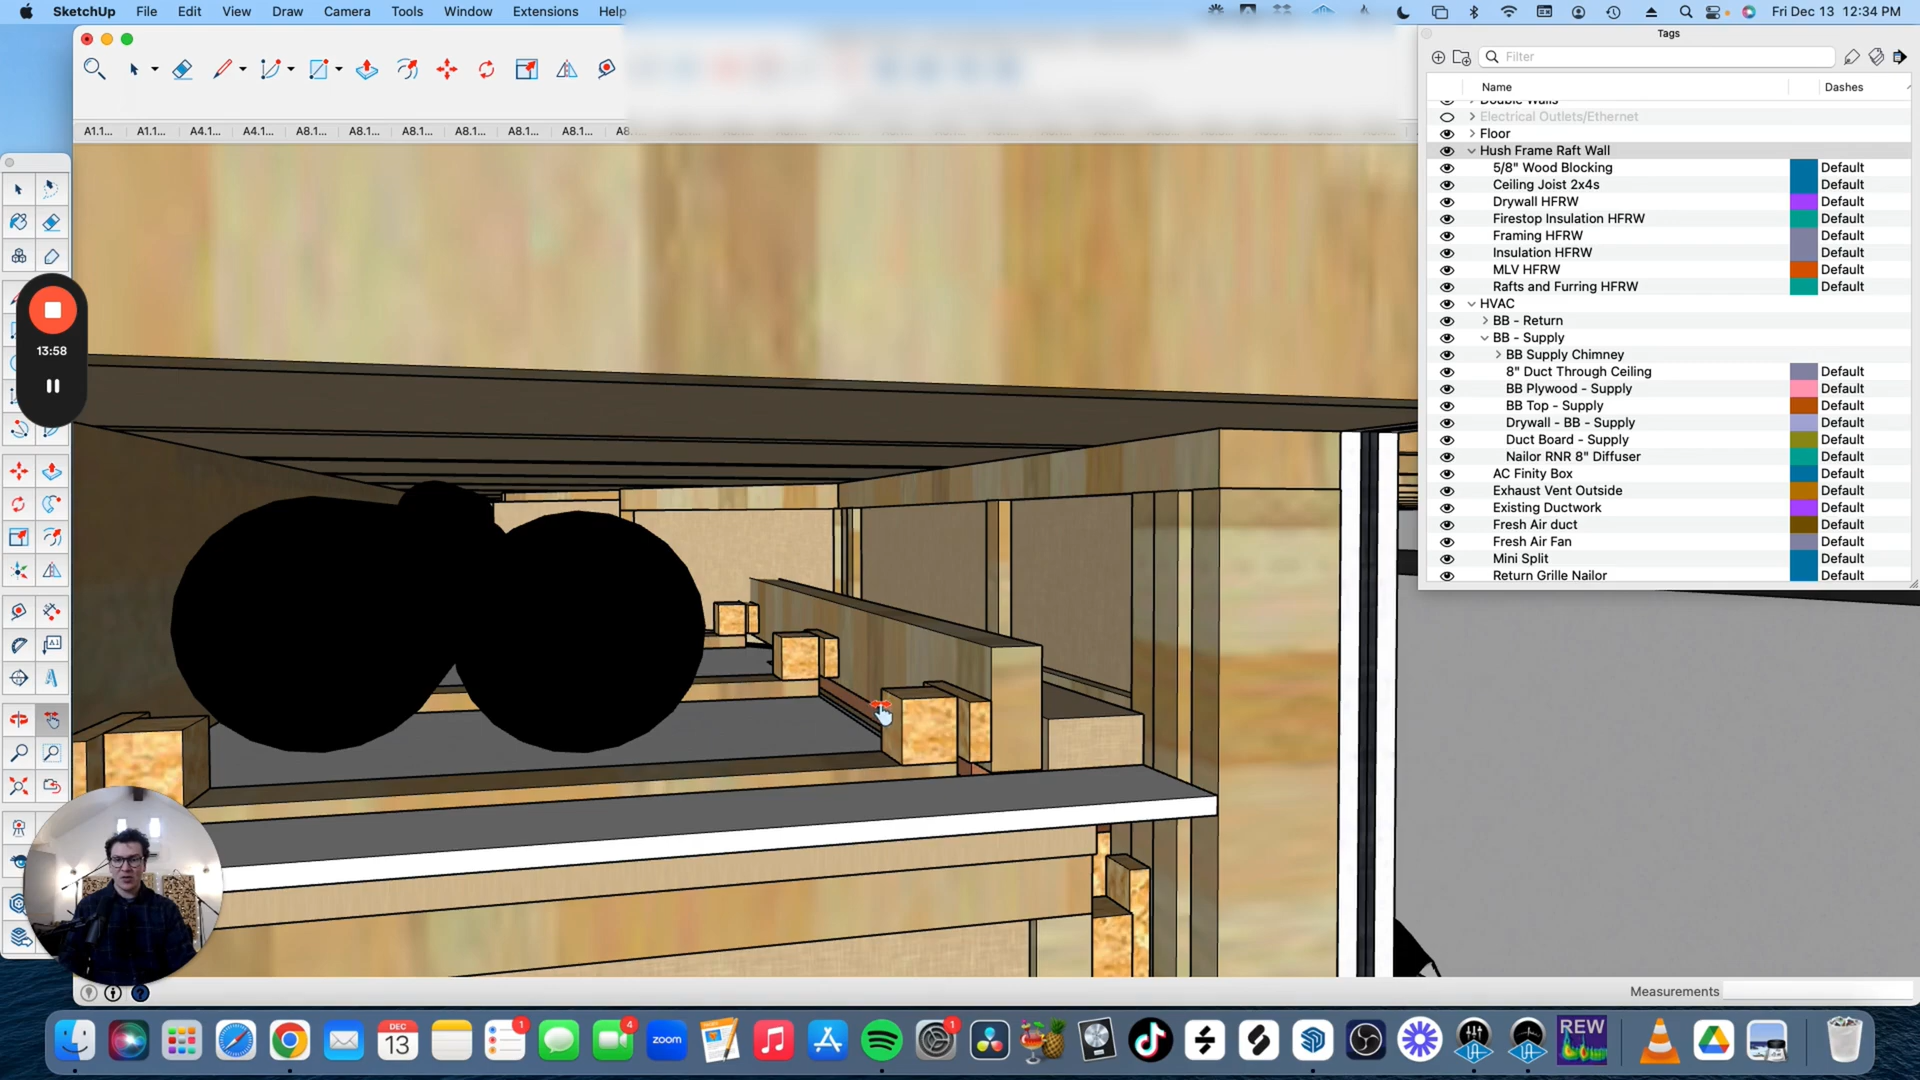 SketchUp File Edit View Draw Camera Tools Window Extensions Help
Fri Dec 13 12:34 PM
Tags
Filter
Name Dashes
A1.1... A1.1... A4.1... A4.1... A8.1... A8.1... A8.1... A8.1... A8.1... A8.1... A8
Double Walls
Electrical Outlets/Ethernet
Floor
Hush Frame Raft Wall
5/8" Wood Blocking Default
Ceiling Joist 2x4s Default
Drywall HFRW Default
Firestop Insulation HFRW Default
Framing HFRW Default
Insulation HFRW Default
MLV HFRW Default
Rafts and Furring HFRW Default
HVAC
BB - Return
BB - Supply
BB Supply Chimney
8" Duct Through Ceiling Default
BB Plywood - Supply Default
BB Top - Supply Default
Drywall - BB - Supply Default
Duct Board - Supply Default
Nailor RNR 8" Diffuser Default
AC Finity Box Default
Exhaust Vent Outside Default
Existing Ductwork Default
Fresh Air duct Default
Fresh Air Fan Default
Mini Split Default
Return Grille Nailor Default
13:58
Measurements
DEC
13
1
4
zoom
1
REW